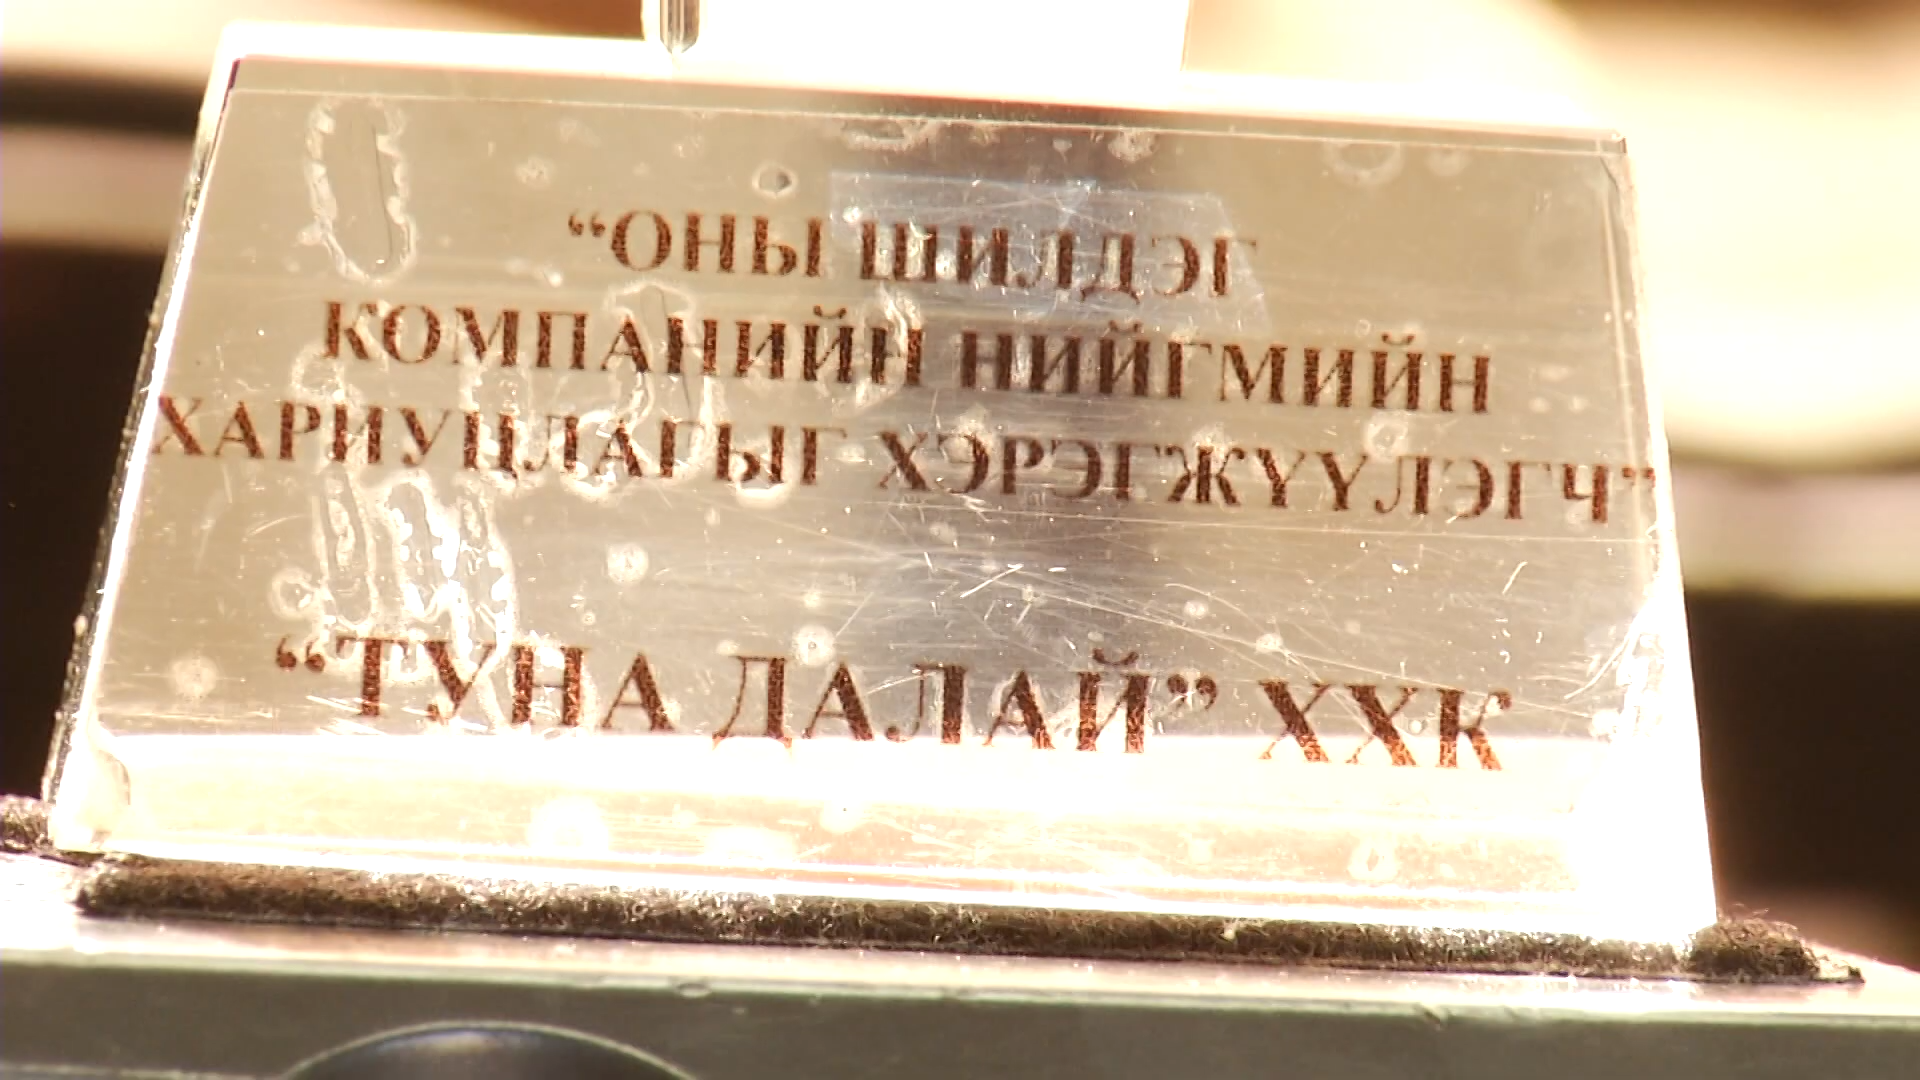 “ОНЫ ШИЛДЭГ
КОМПАНИЙН НИЙГМИЙН
ХАРИУЦЛАГЫГ ХЭРЭГЖҮҮЛЭГЧ”
“ТУНА ДАЛАЙ” ХХК